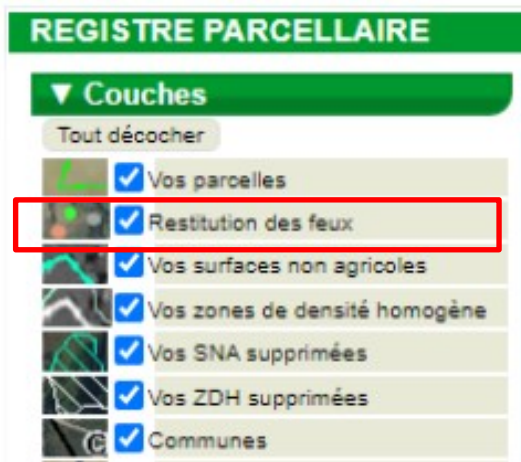 REGISTRE PARCELLAIRE
▼ Couches
Tout décocher
Vos parcelles
Restitution des feux
Vos surfaces non agricoles
Vos zones de densité homogène
Vos SNA supprimées
Vos ZDH supprimées
C Communes